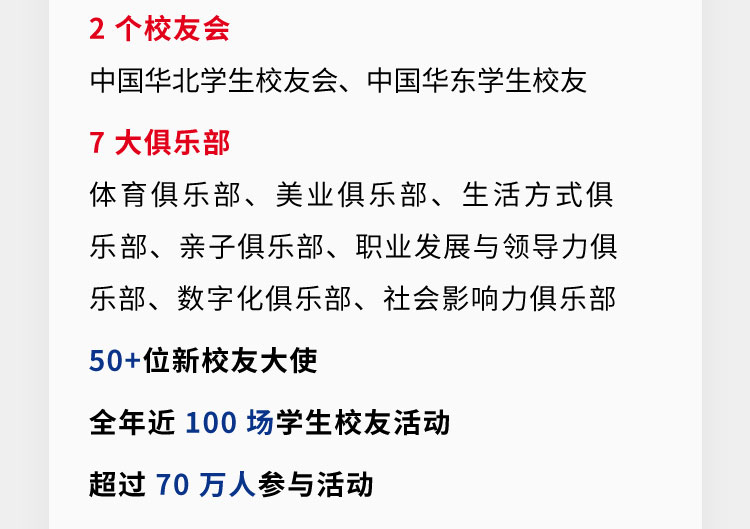 2 个校友会
中国华北学生校友会、中国华东学生校友
7 大俱乐部
体育俱乐部、美业俱乐部、生活方式俱
乐部、亲子俱乐部、职业发展与领导力俱
乐部、数字化俱乐部、社会影响力俱乐部
50+位新校友大使
全年近 100 场学生校友活动
超过 70 万人参与活动